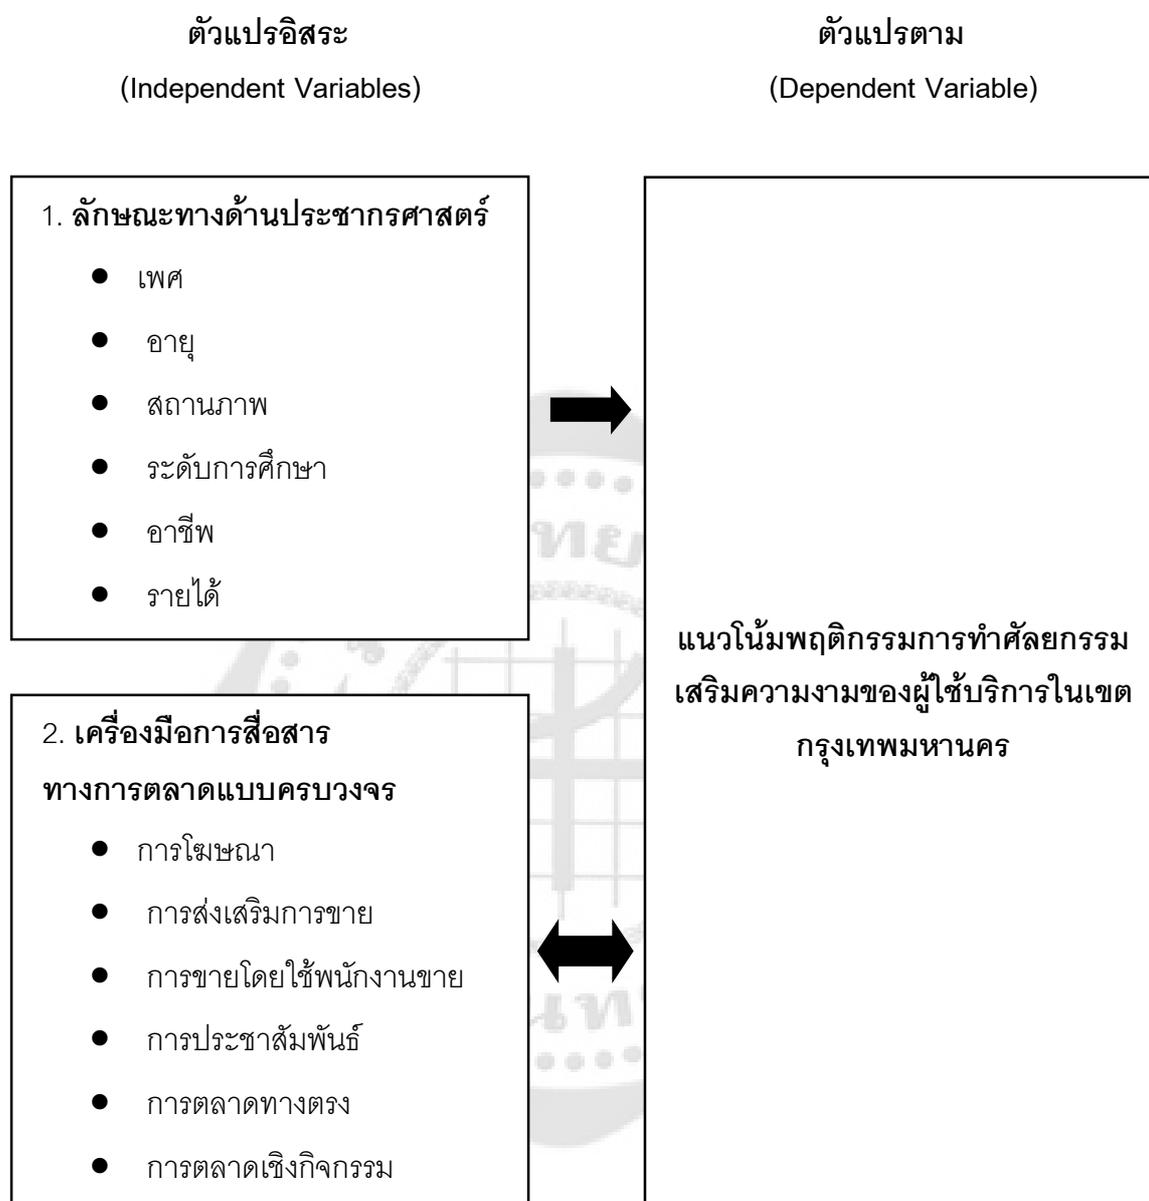 ตัวแปรอิสระ
(Independent Variables)
ตัวแปรตาม
(Dependent Variable)
1. ลักษณะทางด้านประชากรศาสตร์
● เพศ
● อายุ
● สถานภาพ
● ระดับการศึกษา
● อาชีพ
● รายได้
2. เครื่องมือการสื่อสาร
ทางการตลาดแบบครบวงจร
● การโฆษณา
● การส่งเสริมการขาย
● การขายโดยใช้พนักงานขาย
● การประชาสัมพันธ์
● การตลาดทางตรง
● การตลาดเชิงกิจกรรม
แนวโน้มพฤติกรรมการทำศัลยกรรม
เสริมความงามของผู้ใช้บริการในเขต
กรุงเทพมหานคร